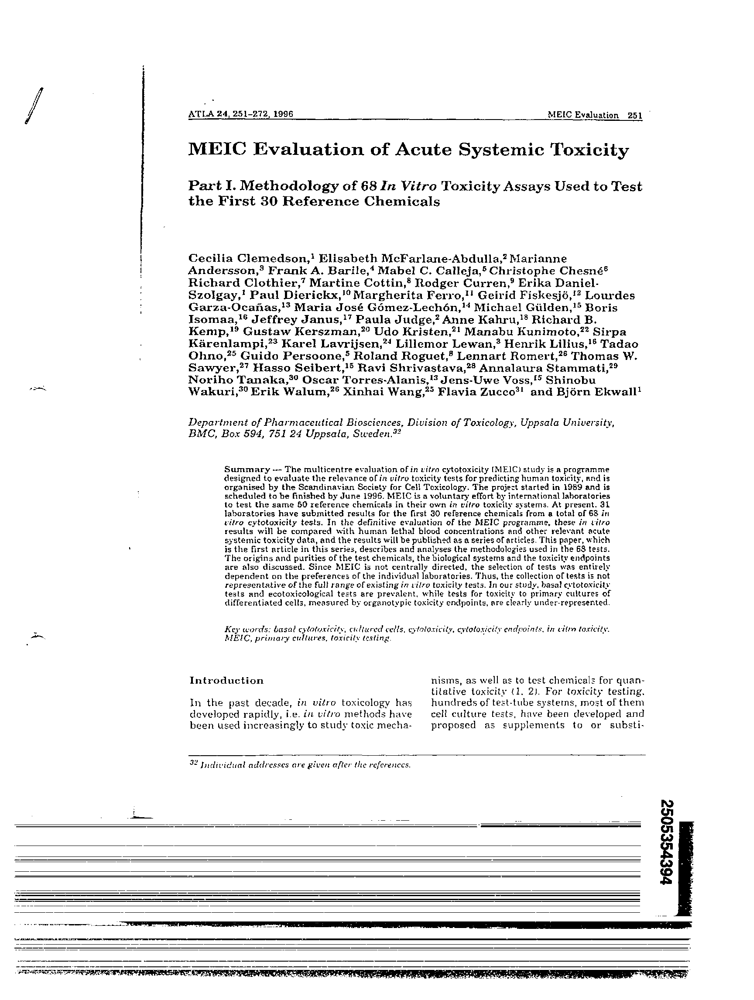 ATLA 24, 251–272, 1996 MEIC Evaluation 251
MEIC Evaluation of Acute Systemic Toxicity
Part I. Methodology of 68 In Vitro Toxicity Assays Used to Test
the First 30 Reference Chemicals
Cecilia Clemedson,¹ Elisabeth McFarlane-Abdulla,² Marianne
Andersson,³ Frank A. Barile,⁴ Mabel C. Calleja,⁵ Christophe Chesné⁶
Richard Clothier,⁷ Martine Cottin,⁸ Rodger Curren,⁹ Erika Daniel-
Szolgay,¹ Paul Dierickx,¹⁰ Margherita Ferro,¹¹ Geirid Fiskesjö,¹² Lourdes
Garza-Ocañas,¹³ Maria José Gómez-Lechón,¹⁴ Michael Gülden,¹⁵ Boris
Isomaa,¹⁶ Jeffrey Janus,¹⁷ Paula Judge,² Anne Kahru,¹⁸ Richard B.
Kemp,¹⁹ Gustaw Kerszman,²⁰ Udo Kristen,²¹ Manabu Kunimoto,²² Sirpa
Kärenlampi,²³ Karel Lavrijsen,²⁴ Lillemor Lewan,³ Henrik Lilius,¹⁶ Tadao
Ohno,²⁵ Guido Persoone,⁵ Roland Roguet,⁸ Lennart Romert,²⁶ Thomas W.
Sawyer,²⁷ Hasso Seibert,¹⁵ Ravi Shrivastava,²⁸ Annalaura Stammati,²⁹
Noriho Tanaka,³⁰ Oscar Torres-Alanis,¹³ Jens-Uwe Voss,¹⁵ Shinobu
Wakuri,³⁰ Erik Walum,²⁶ Xinhai Wang,²⁵ Flavia Zucco³¹ and Björn Ekwall¹
Department of Pharmaceutical Biosciences, Division of Toxicology, Uppsala University,
BMC, Box 594, 751 24 Uppsala, Sweden.³²
Summary — The multicentre evaluation of in vitro cytotoxicity (MEIC) study is a programme
designed to evaluate the relevance of in vitro toxicity tests for predicting human toxicity, and is
organised by the Scandinavian Society for Cell Toxicology. The project started in 1989 and is
scheduled to be finished by June 1996. MEIC is a voluntary effort by international laboratories
to test the same 50 reference chemicals in their own in vitro toxicity systems. At present, 31
laboratories have submitted results for the first 30 reference chemicals from a total of 68 in
vitro cytotoxicity tests. In the definitive evaluation of the MEIC programme, these in vitro
results will be compared with human lethal blood concentrations and other relevant acute
systemic toxicity data, and the results will be published as a series of articles. This paper, which
is the first article in this series, describes and analyses the methodologies used in the 68 tests.
The origins and purities of the test chemicals, the biological systems and the toxicity endpoints
are also discussed. Since MEIC is not centrally directed, the selection of tests was entirely
dependent on the preferences of the individual laboratories. Thus, the collection of tests is not
representative of the full range of existing in vitro toxicity tests. In our study, basal cytotoxicity
tests and ecotoxicological tests are prevalent, while tests for toxicity to primary cultures of
differentiated cells, measured by organotypic toxicity endpoints, are clearly under-represented.
Key words: basal cytotoxicity, cultured cells, cytotoxicity, cytotoxicity endpoints, in vitro toxicity,
MEIC, primary cultures, toxicity testing.
Introduction
In the past decade, in vitro toxicology has
developed rapidly, i.e. in vitro methods have
been used increasingly to study toxic mecha-
nisms, as well as to test chemicals for quan-
titative toxicity (1, 2). For toxicity testing,
hundreds of test-tube systems, most of them
cell culture tests, have been developed and
proposed as supplements to or substi-
³² Individual addresses are given after the references.
2505354394